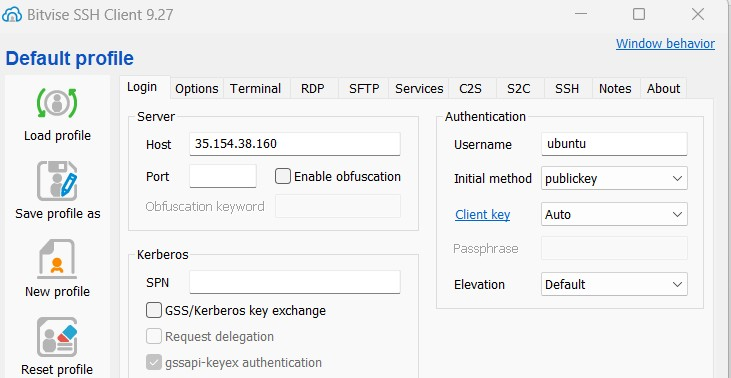 Bitvise SSH Client 9.27
Window behavior
Default profile
Load profile
Save profile as
New profile
Reset profile
Login Options Terminal RDP SFTP Services C2S S2C SSH Notes About
Server
Host 35.154.38.160
Port Enable obfuscation
Obfuscation keyword
Kerberos
SPN
GSS/Kerberos key exchange
Request delegation
gssapi-keyex authentication
Authentication
Username ubuntu
Initial method publickey
Client key Auto
Passphrase
Elevation Default